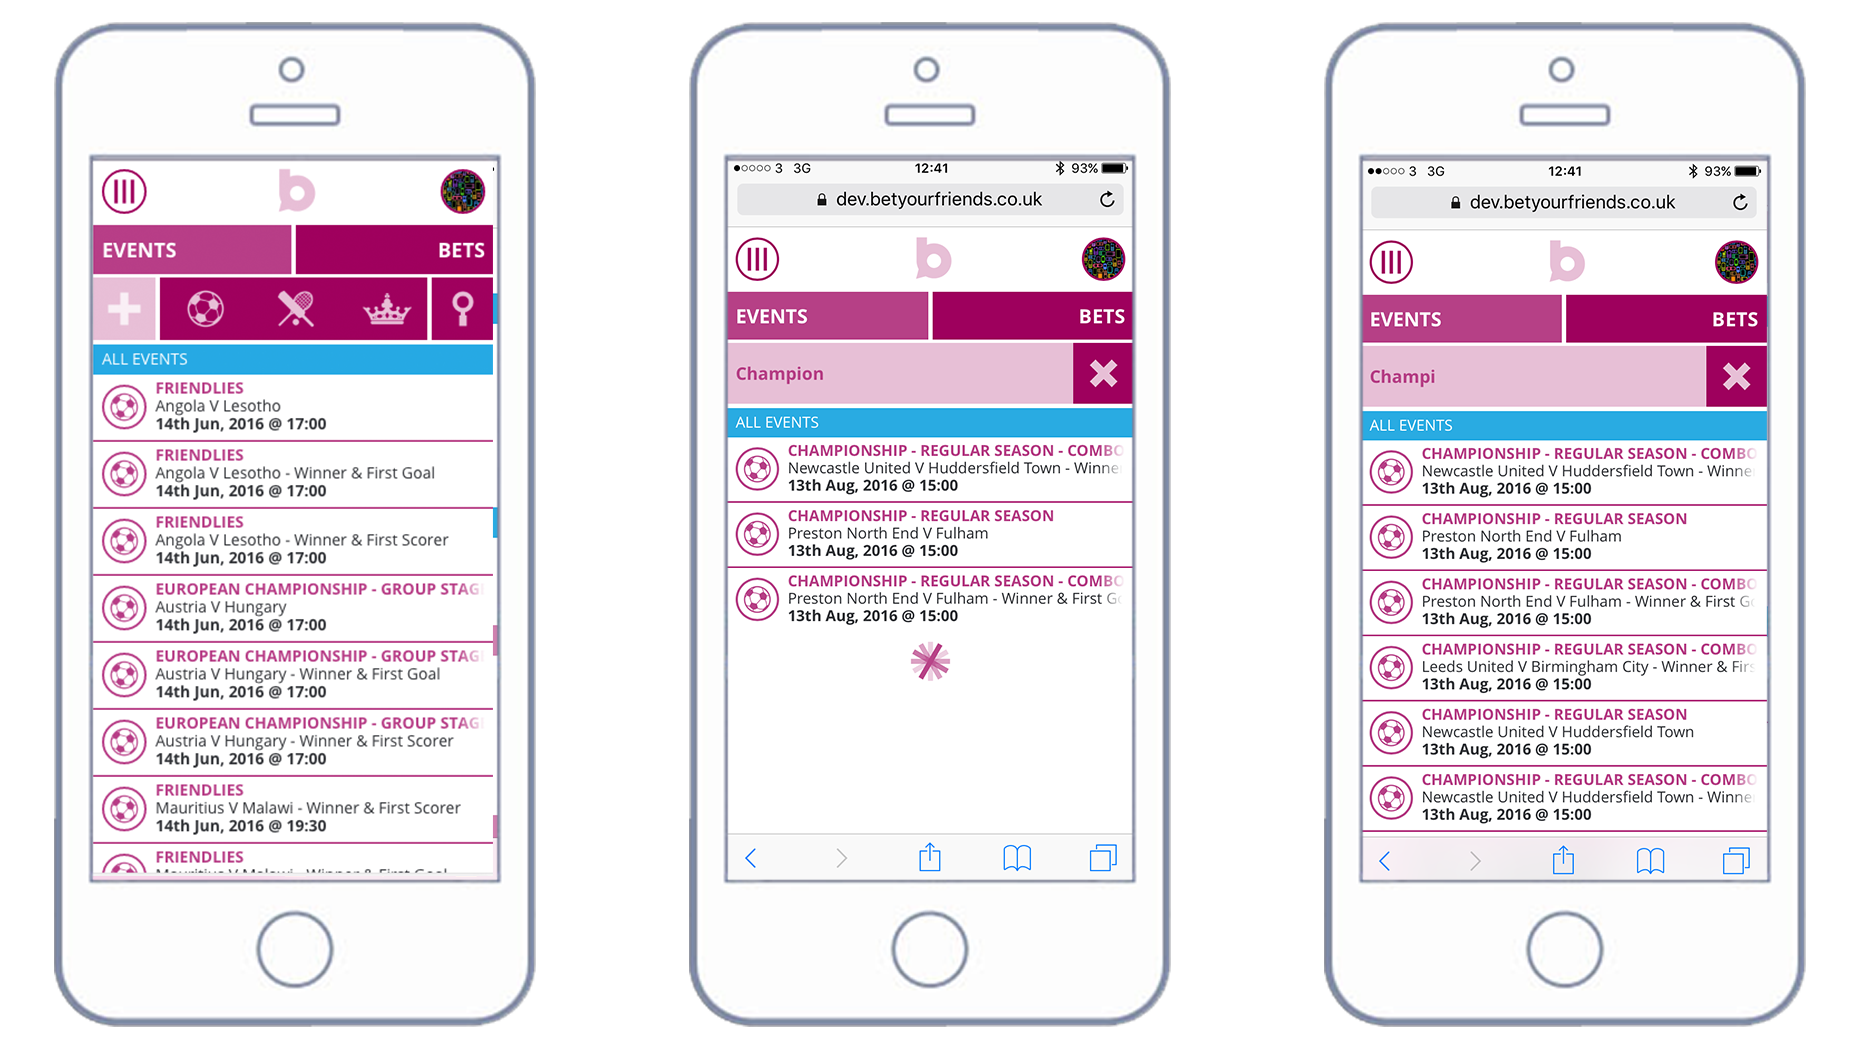 EVENTS
BETS
ALL EVENTS
FRIENDLIES
Angola V Lesotho
14th Jun, 2016 @ 17:00
FRIENDLIES
Angola V Lesotho - Winner & First Goal
14th Jun, 2016 @ 17:00
FRIENDLIES
Angola V Lesotho - Winner & First Scorer
14th Jun, 2016 @ 17:00
EUROPEAN CHAMPIONSHIP - GROUP STAG
Austria V Hungary
14th Jun, 2016 @ 17:00
EUROPEAN CHAMPIONSHIP - GROUP STAG
Austria V Hungary - Winner & First Goal
14th Jun, 2016 @ 17:00
EUROPEAN CHAMPIONSHIP - GROUP STAG
Austria V Hungary - Winner & First Scorer
14th Jun, 2016 @ 17:00
FRIENDLIES
Mauritius V Malawi - Winner & First Scorer
14th Jun, 2016 @ 19:30
FRIENDLIES
Mauritius V Malawi - Winner & First Goal
3 3G 12:41 93%
dev.betyourfriends.co.uk
b
EVENTS
BETS
Champion
ALL EVENTS
CHAMPIONSHIP - REGULAR SEASON - COMBO
Newcastle United V Huddersfield Town - Winne
13th Aug, 2016 @ 15:00
CHAMPIONSHIP - REGULAR SEASON
Preston North End V Fulham
13th Aug, 2016 @ 15:00
CHAMPIONSHIP - REGULAR SEASON - COMBO
Preston North End V Fulham - Winner & First Go
13th Aug, 2016 @ 15:00
3 3G 12:41 93%
dev.betyourfriends.co.uk
b
EVENTS
BETS
Champi
ALL EVENTS
CHAMPIONSHIP - REGULAR SEASON - COMBO
Newcastle United V Huddersfield Town - Winne
13th Aug, 2016 @ 15:00
CHAMPIONSHIP - REGULAR SEASON
Preston North End V Fulham
13th Aug, 2016 @ 15:00
CHAMPIONSHIP - REGULAR SEASON - COMBO
Preston North End V Fulham - Winner & First Go
13th Aug, 2016 @ 15:00
CHAMPIONSHIP - REGULAR SEASON - COMBO
Leeds United V Birmingham City - Winner & Firs
13th Aug, 2016 @ 15:00
CHAMPIONSHIP - REGULAR SEASON
Newcastle United V Huddersfield Town
13th Aug, 2016 @ 15:00
CHAMPIONSHIP - REGULAR SEASON - COMBO
Newcastle United V Huddersfield Town - Winne
13th Aug, 2016 @ 15:00